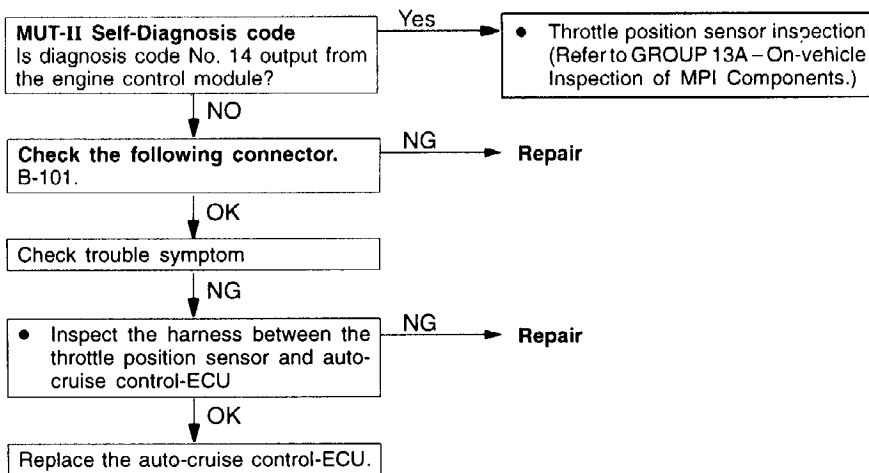 MUT-II Self-Diagnosis code
Is diagnosis code No. 14 output from
the engine control module?
Yes
● Throttle position sensor inspection
(Refer to GROUP 13A – On-vehicle
Inspection of MPI Components.)
NO
Check the following connector.
B-101.
NG
Repair
OK
Check trouble symptom
NG
● Inspect the harness between the
throttle position sensor and auto-
cruise control-ECU
NG
Repair
OK
Replace the auto-cruise control-ECU.